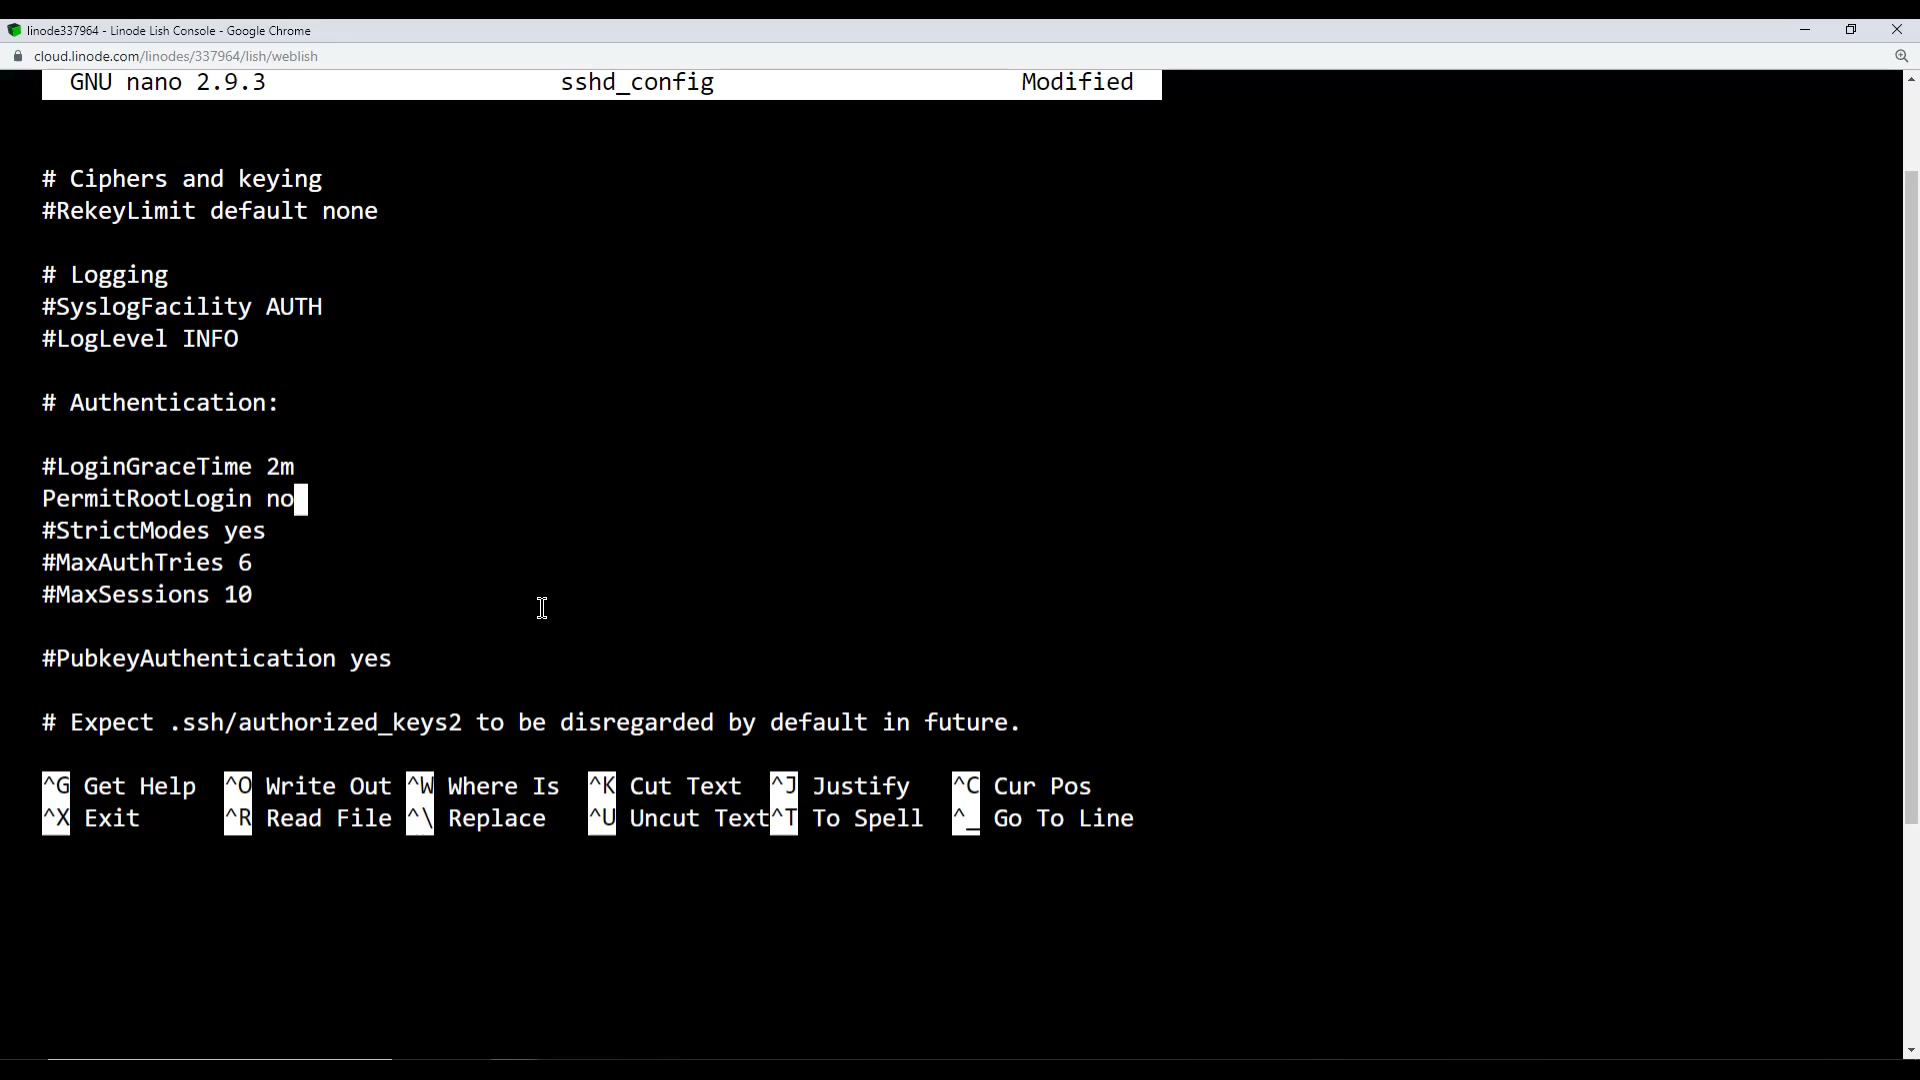 linode337964 - Linode Lish Console - Google Chrome
cloud.linode.com/linodes/337964/lish/weblish
GNU nano 2.9.3 sshd_config Modified
# Ciphers and keying
#RekeyLimit default none
# Logging
#SyslogFacility AUTH
#LogLevel INFO
# Authentication:
#LoginGraceTime 2m
PermitRootLogin no
#StrictModes yes
#MaxAuthTries 6
#MaxSessions 10
#PubkeyAuthentication yes
# Expect .ssh/authorized_keys2 to be disregarded by default in future.
^G Get Help ^O Write Out ^W Where Is ^K Cut Text ^J Justify ^C Cur Pos
^X Exit ^R Read File ^\ Replace ^U Uncut Text^T To Spell ^_ Go To Line